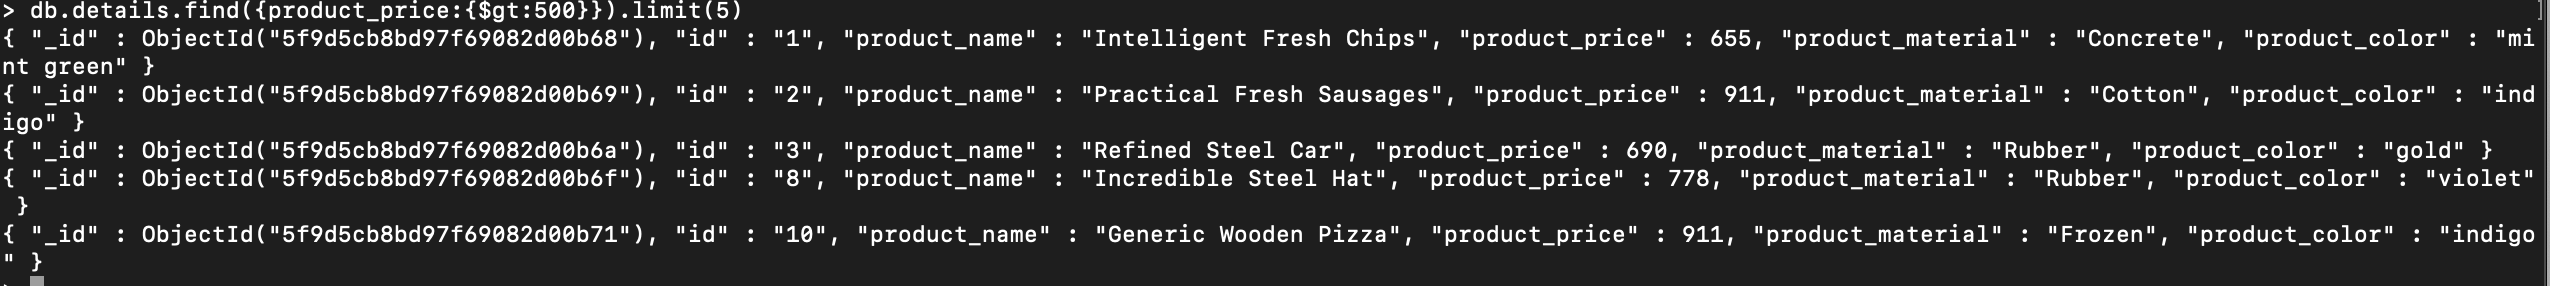 > db.details.find({product_price:{$gt:500}}).limit(5)
{ "_id" : ObjectId("5f9d5cb8bd97f69082d00b68"), "id" : "1", "product_name" : "Intelligent Fresh Chips", "product_price" : 655, "product_material" : "Concrete", "product_color" : "mi
nt green" }
{ "_id" : ObjectId("5f9d5cb8bd97f69082d00b69"), "id" : "2", "product_name" : "Practical Fresh Sausages", "product_price" : 911, "product_material" : "Cotton", "product_color" : "ind
igo" }
{ "_id" : ObjectId("5f9d5cb8bd97f69082d00b6a"), "id" : "3", "product_name" : "Refined Steel Car", "product_price" : 690, "product_material" : "Rubber", "product_color" : "gold" }
{ "_id" : ObjectId("5f9d5cb8bd97f69082d00b6f"), "id" : "8", "product_name" : "Incredible Steel Hat", "product_price" : 778, "product_material" : "Rubber", "product_color" : "violet"
 }
{ "_id" : ObjectId("5f9d5cb8bd97f69082d00b71"), "id" : "10", "product_name" : "Generic Wooden Pizza", "product_price" : 911, "product_material" : "Frozen", "product_color" : "indigo
" }